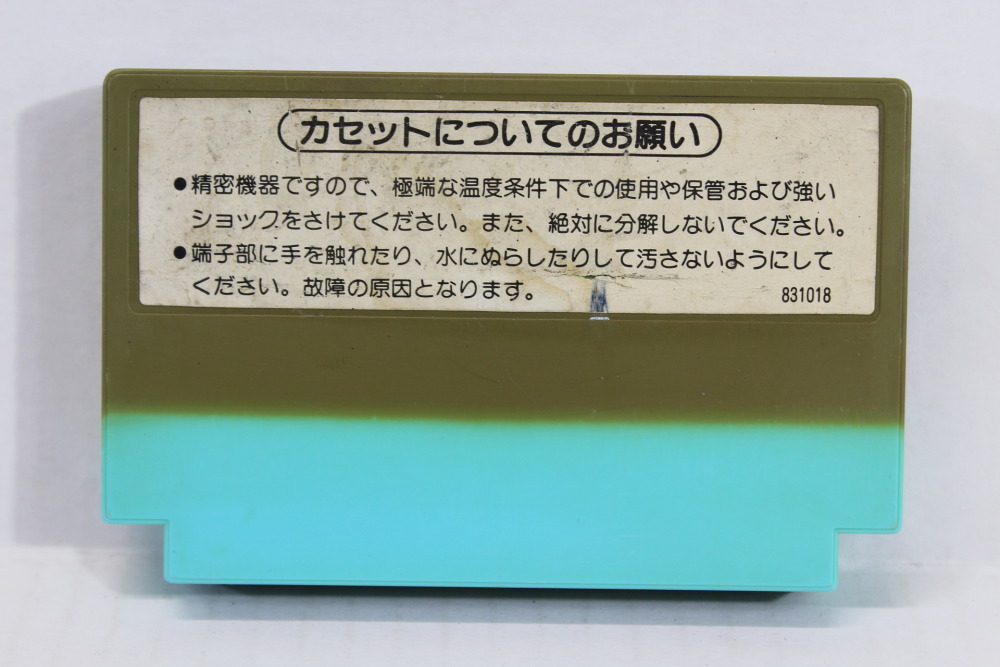 カセットについてのお願い
●精密機器ですので、極端な温度条件下での使用や保管および強い
ショックをさけてください。また、絶対に分解しないでください。
●端子部に手を触れたり、水にぬらしたりして汚さないようにして
ください。故障の原因となります。
831018